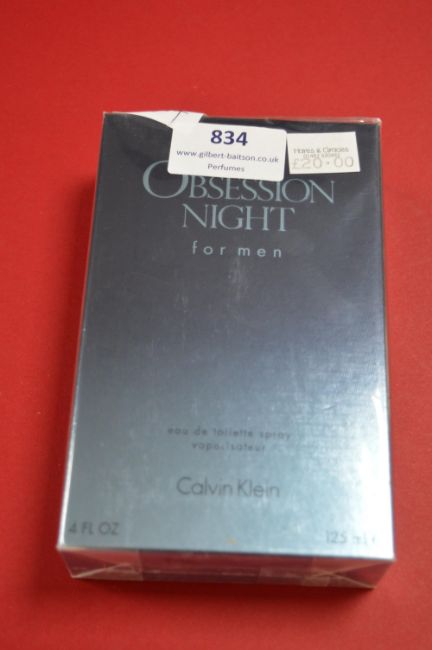 834
www.gilbert-baitson.co.uk
Perfumes
£20.00
OBSESSION
NIGHT
for men
eau de toilette spray
vaporisateur
Calvin Klein
4 FL OZ
125 ml